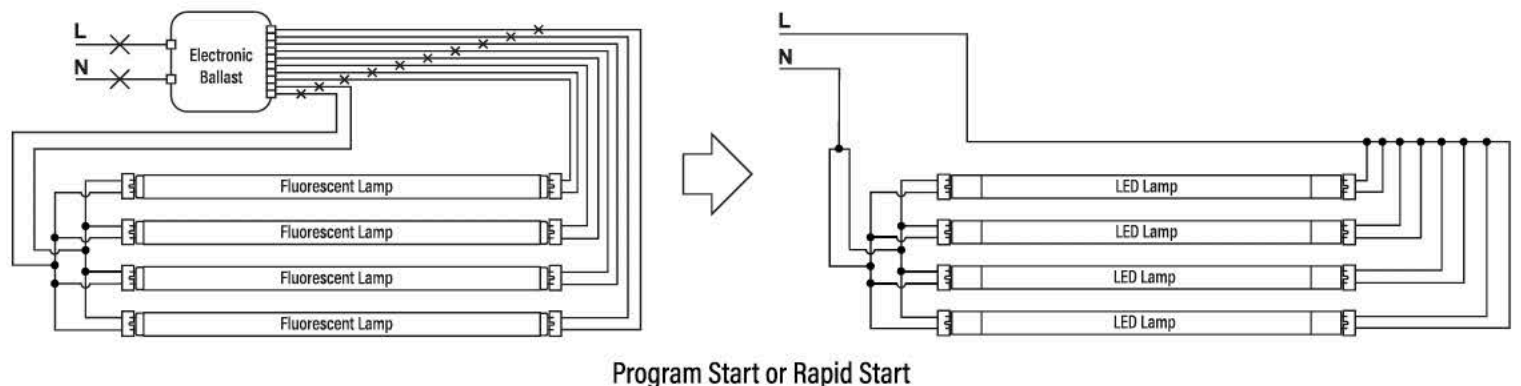 L
N
Electronic
Ballast
Fluorescent Lamp
Fluorescent Lamp
Fluorescent Lamp
Fluorescent Lamp
L
N
LED Lamp
LED Lamp
LED Lamp
LED Lamp
Program Start or Rapid Start